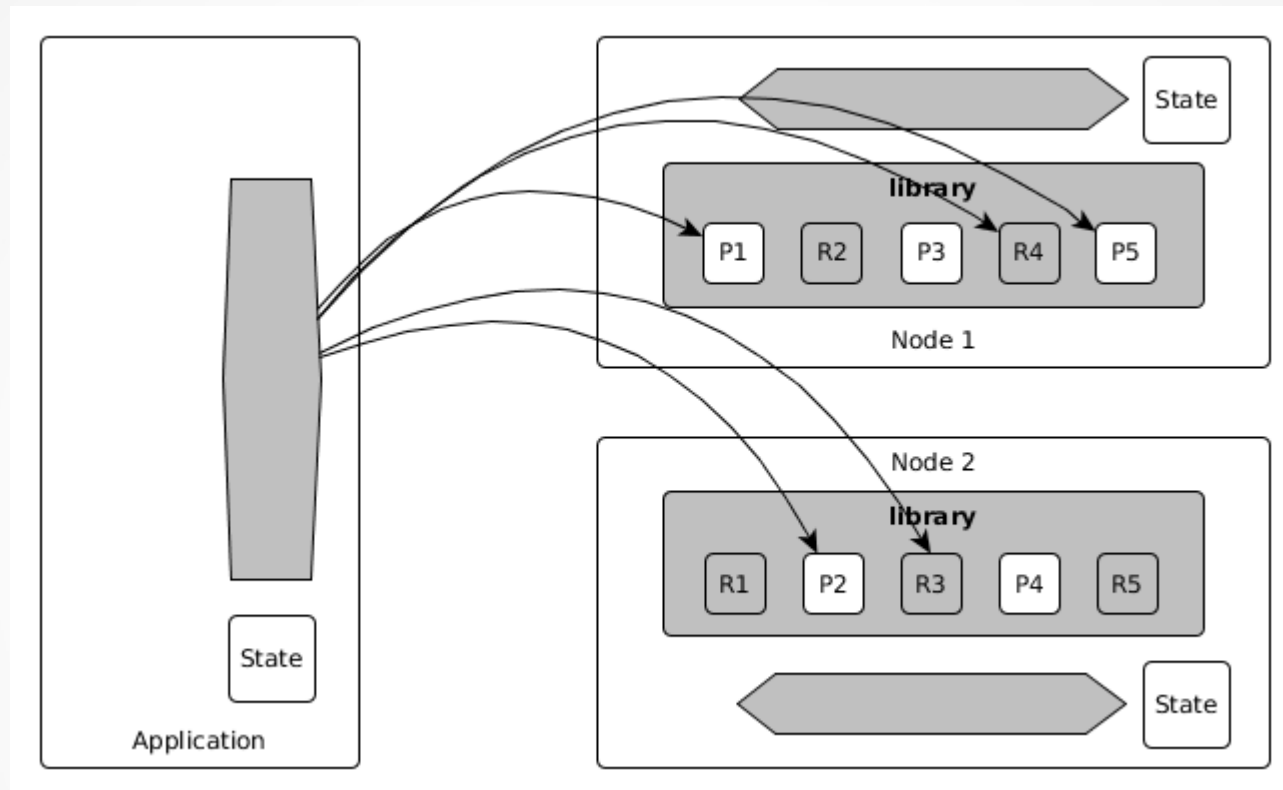 State
library
P1 R2 P3 R4 P5
Node 1
Node 2
library
R1 P2 R3 P4 R5
State
State
Application